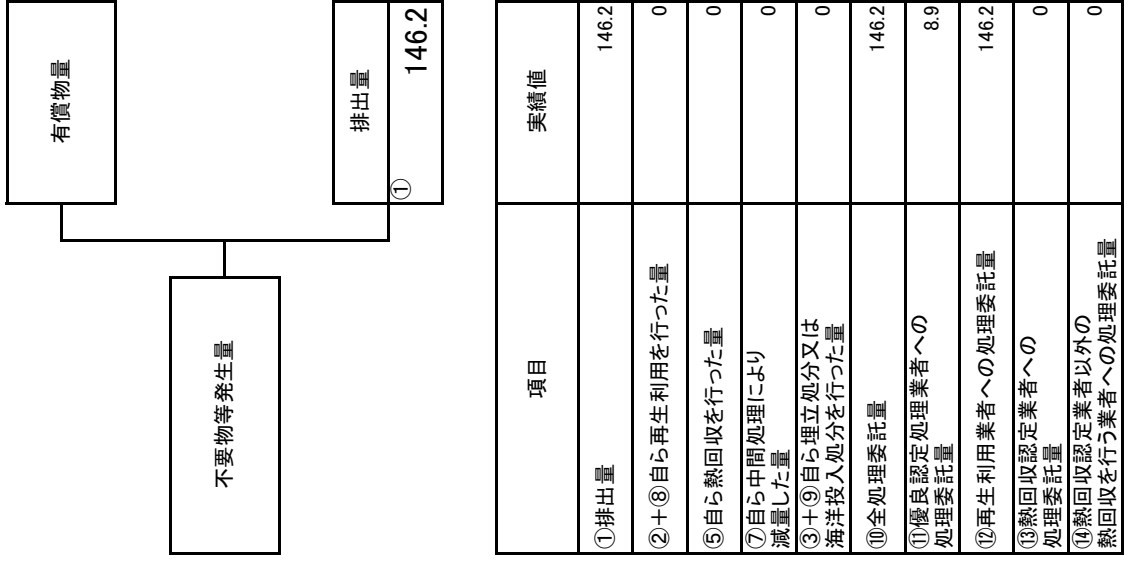 不要物等発生量
有償物量
排出量
①
146.2
項目
実績値
①排出量
146.2
②＋⑧自ら再生利用を行った量
0
⑤自ら熱回収を行った量
0
⑦自ら中間処理により
減量した量
0
③＋⑨自ら埋立処分又は
海洋投入処分を行った量
0
⑩全処理委託量
146.2
⑪優良認定処理業者への
処理委託量
8.9
⑫再生利用業者への処理委託量
146.2
⑬熱回収認定業者への
処理委託量
0
⑭熱回収認定業者以外の
熱回収を行う業者への処理委託量
0